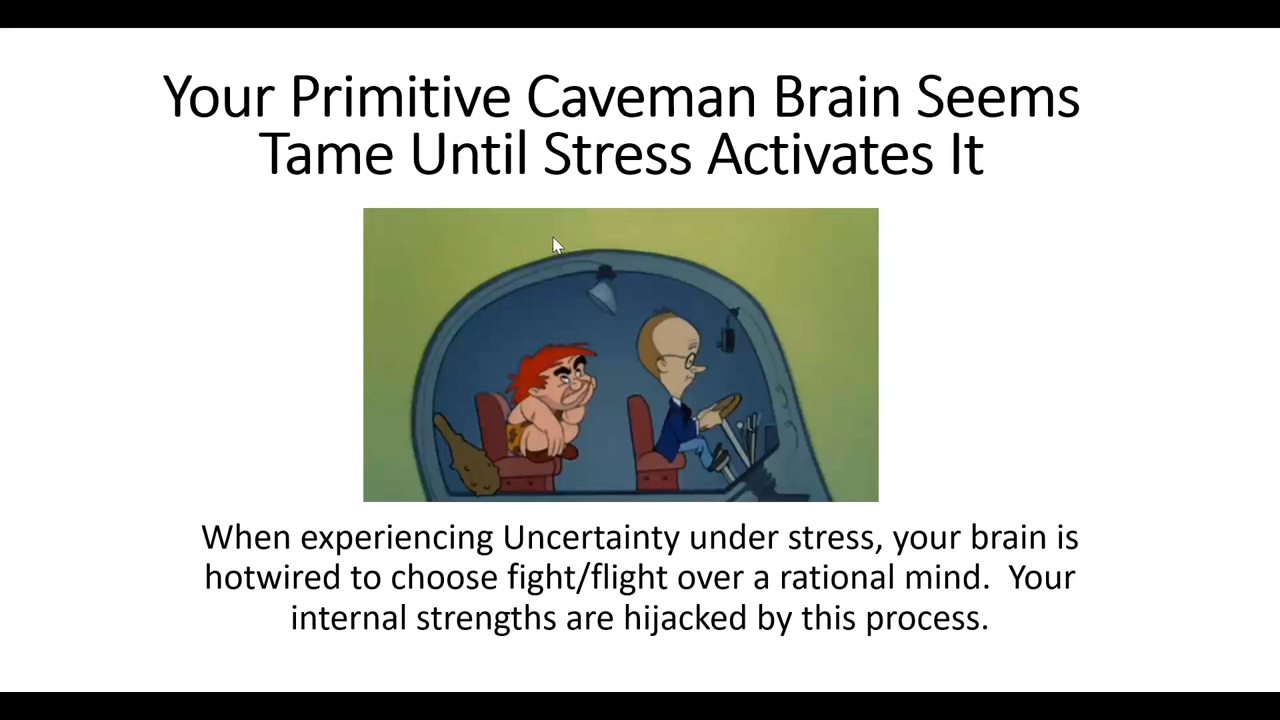 Your Primitive Caveman Brain Seems
Tame Until Stress Activates It
When experiencing Uncertainty under stress, your brain is
hotwired to choose fight/flight over a rational mind.  Your
internal strengths are hijacked by this process.